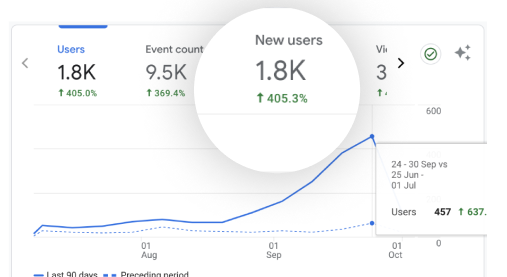 Users
1.8K
↑ 405.0%
Event count
9.5K
↑ 369.4%
New users
1.8K
↑ 405.3%
3
600
24 - 30 Sep vs
25 Jun -
01 Jul
Users 457 ↑ 637.
0
01
Aug
01
Sep
01
Oct
Last 90 days
Preceding period